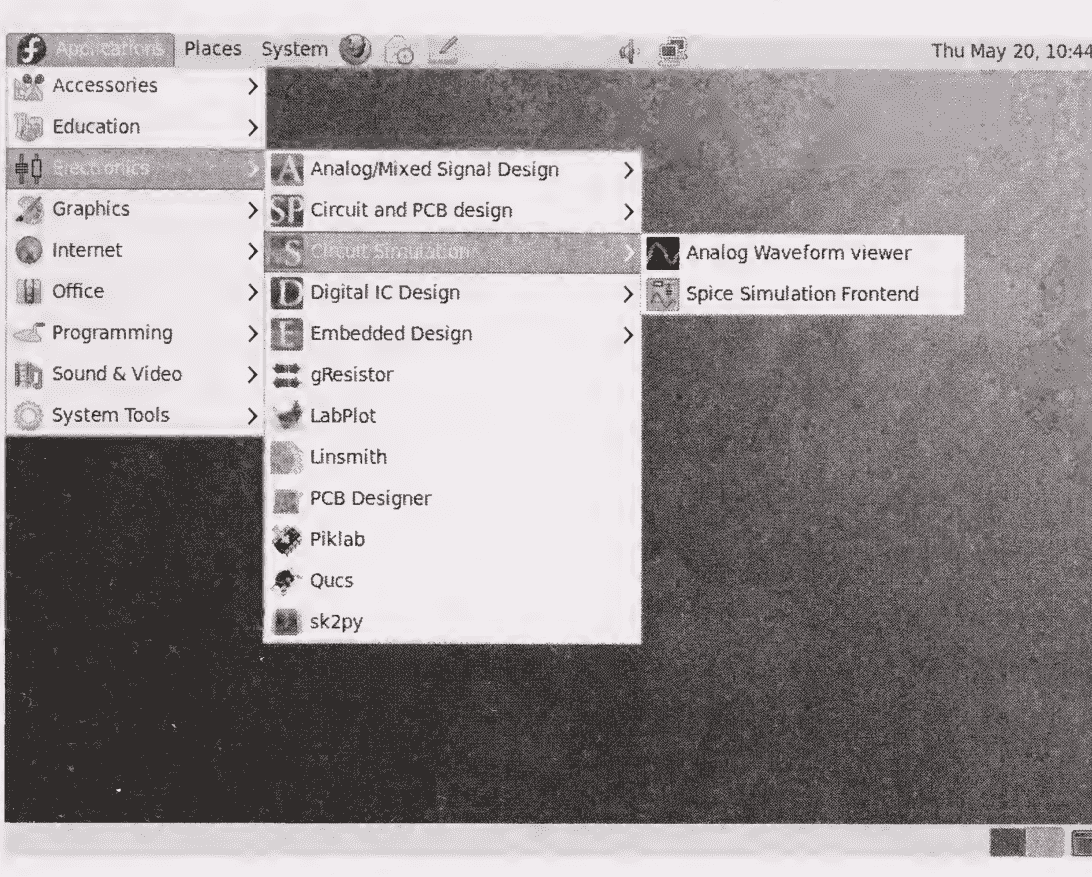 Applications Places System Thu May 20, 10:44
Accessories
Education
Electronics
Graphics
Internet
Office
Programming
Sound & Video
System Tools
A Analog/Mixed Signal Design
SP Circuit and PCB design
S Circuit Simulation
D Digital IC Design
E Embedded Design
gResistor
LabPlot
Linsmith
PCB Designer
Piklab
Qucs
sk2py
Analog Waveform viewer
Spice Simulation Frontend